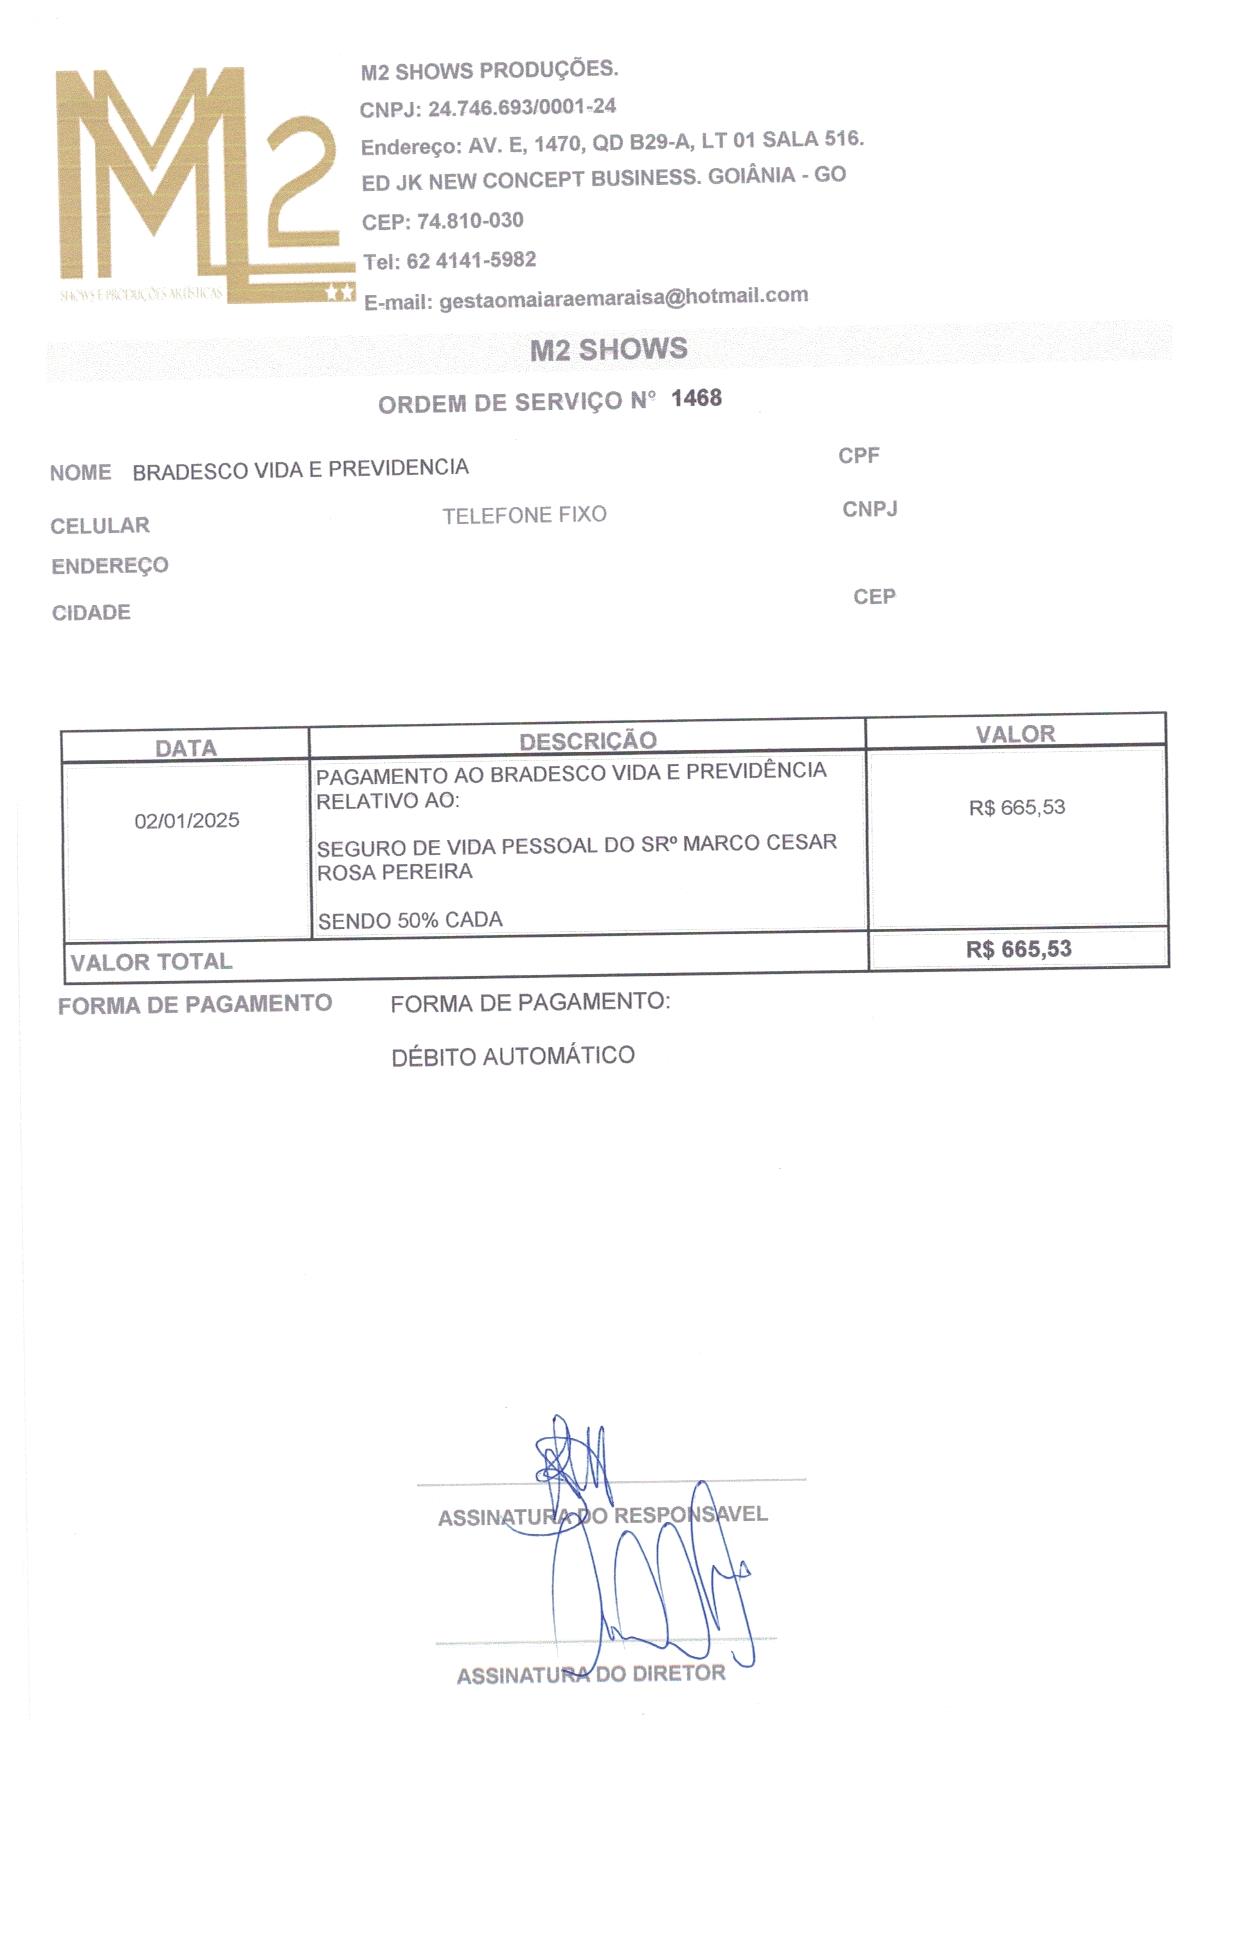 M2
SHOWS E PRODUÇÕES ARTISTICAS
M2 SHOWS PRODUÇÕES.
CNPJ: 24.746.693/0001-24
Endereço: AV. E, 1470, QD B29-A, LT 01 SALA 516.
ED JK NEW CONCEPT BUSINESS. GOIÂNIA - GO
CEP: 74.810-030
Tel: 62 4141-5982
E-mail: gestaomaiaraemaraisa@hotmail.com
M2 SHOWS
ORDEM DE SERVIÇO N° 1468
NOME BRADESCO VIDA E PREVIDENCIA CPF
CELULAR TELEFONE FIXO CNPJ
ENDEREÇO
CIDADE CEP
DATA DESCRIÇÃO VALOR
PAGAMENTO AO BRADESCO VIDA E PREVIDÊNCIA
RELATIVO AO:
02/01/2025 R$ 665,53
SEGURO DE VIDA PESSOAL DO SRº MARCO CESAR
ROSA PEREIRA
SENDO 50% CADA
VALOR TOTAL R$ 665,53
FORMA DE PAGAMENTO FORMA DE PAGAMENTO:
DÉBITO AUTOMÁTICO
ASSINATURA DO RESPONSAVEL
ASSINATURA DO DIRETOR